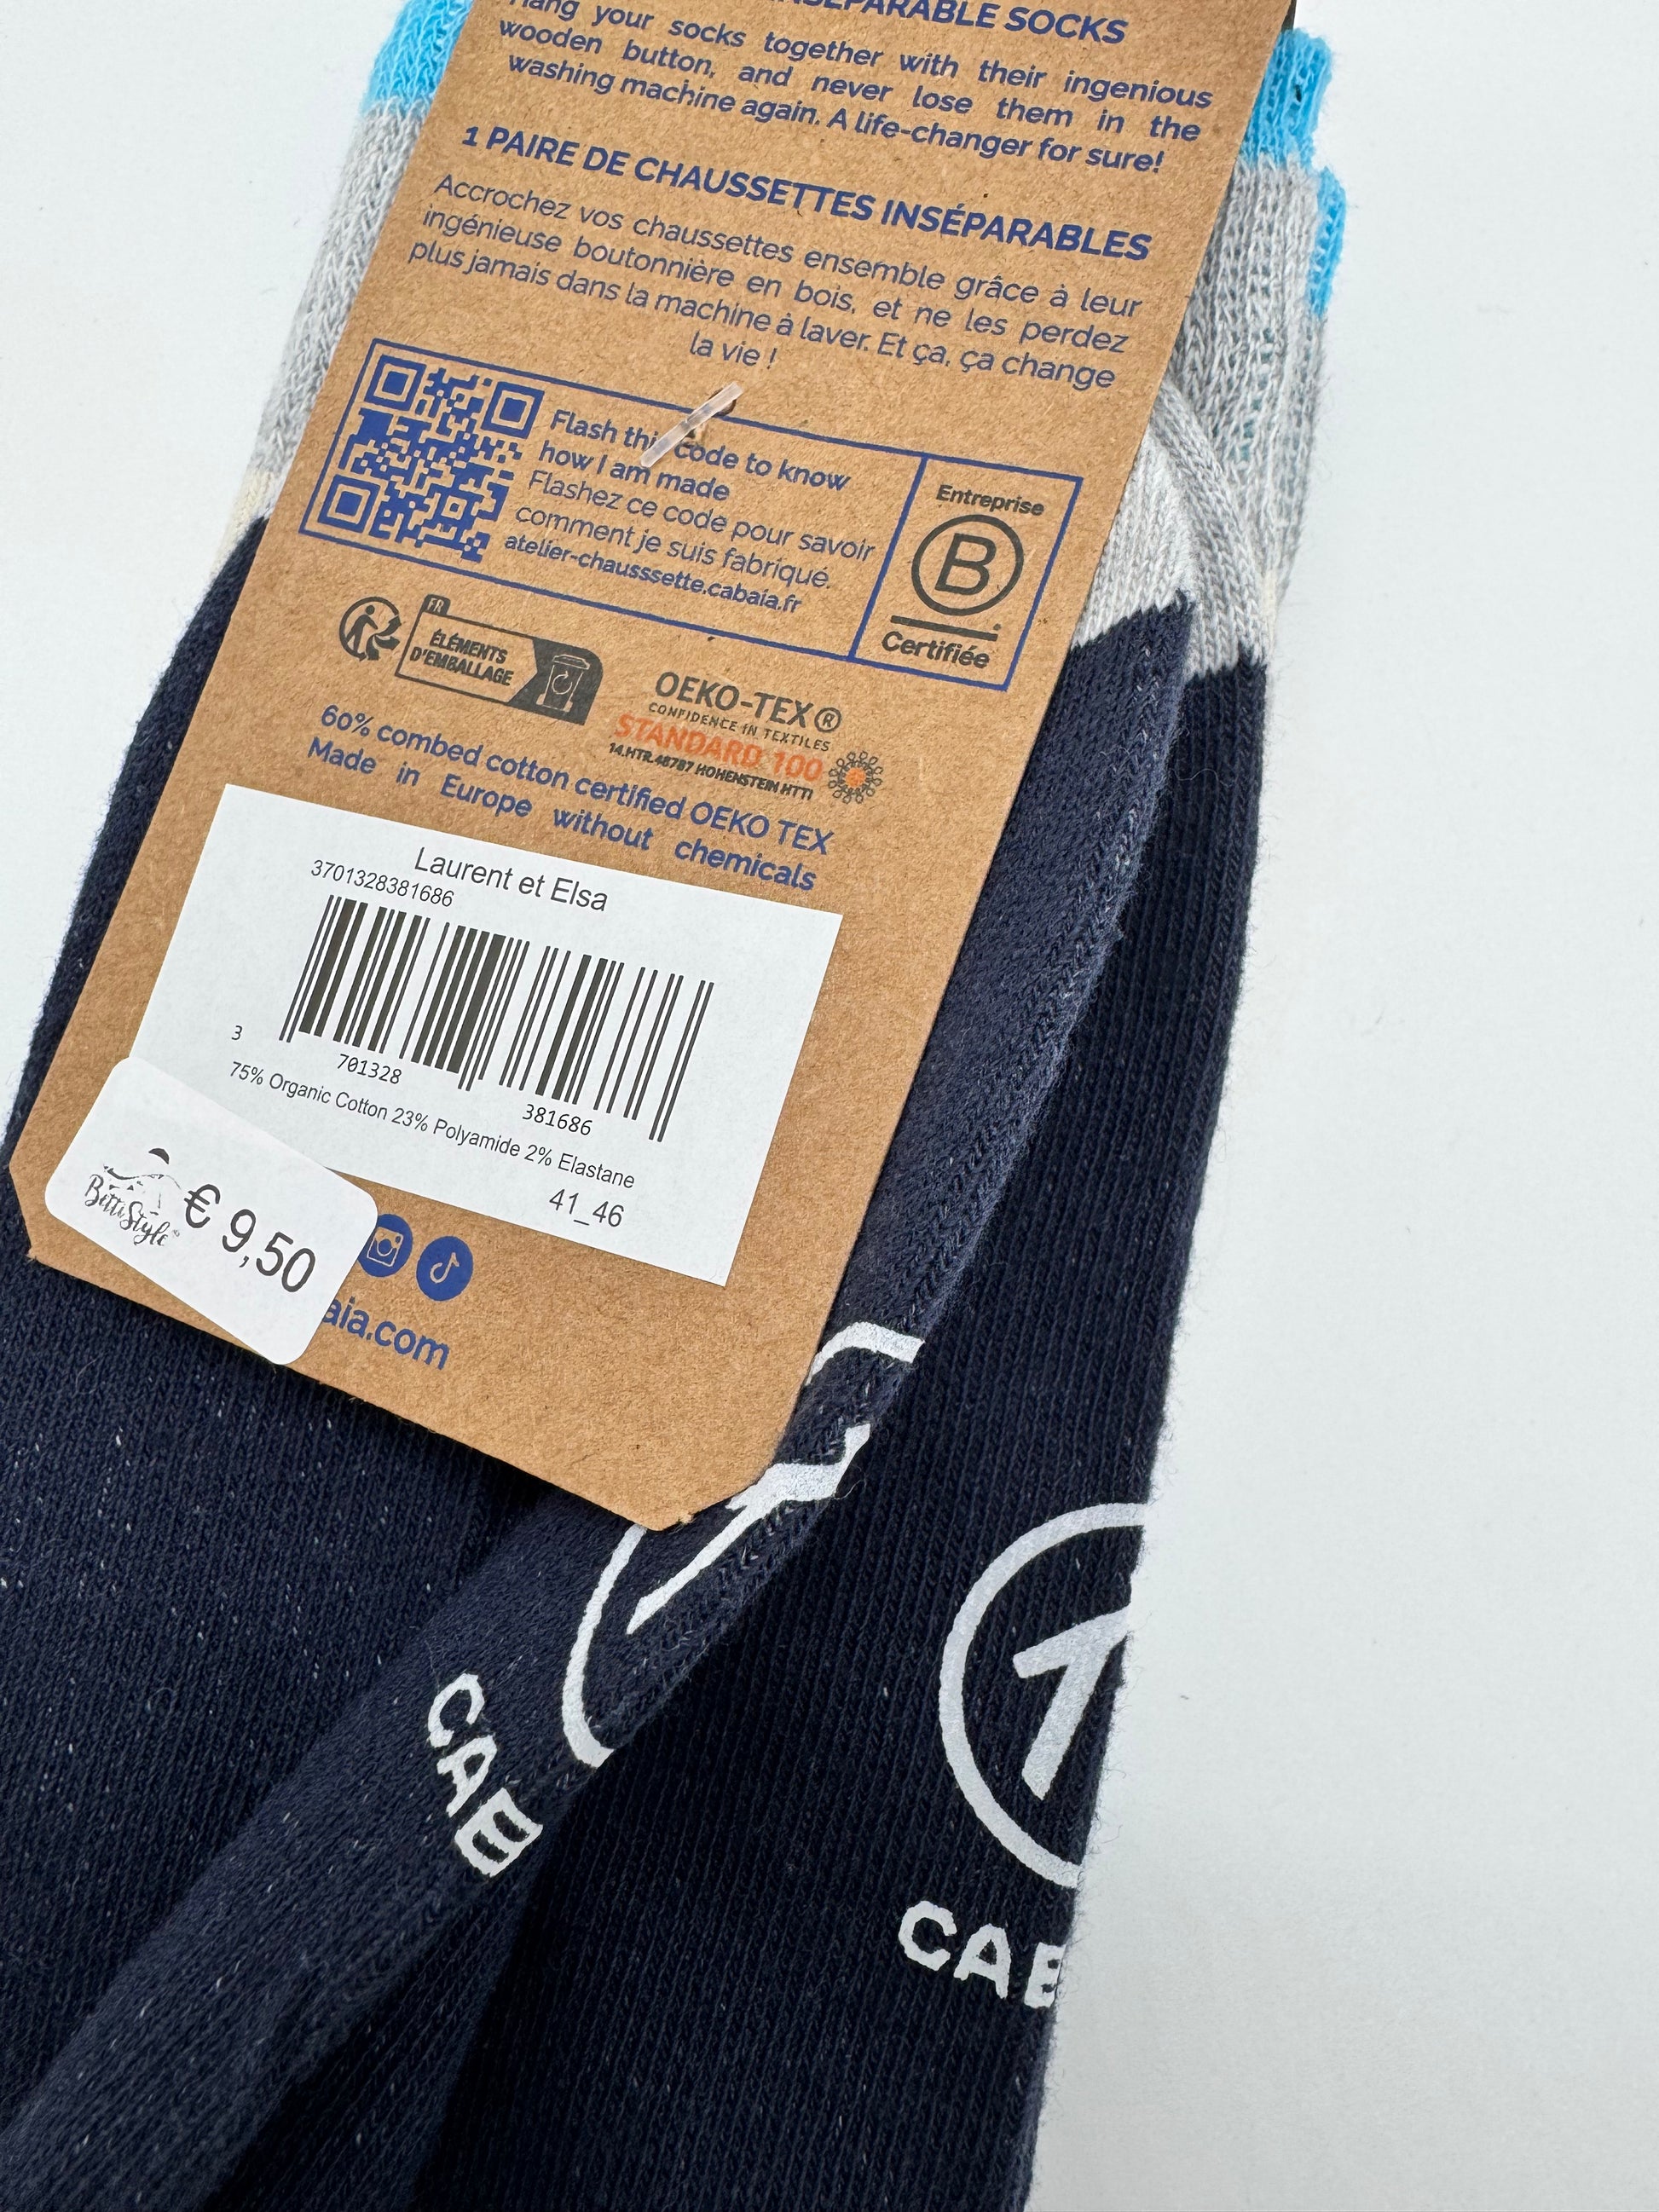 INSÉPARABLE SOCKS
Hang your socks together with their ingenious
wooden button, and never lose them in the
washing machine again. A life-changer for sure!
1 PAIRE DE CHAUSSETTES INSÉPARABLES
Accrochez vos chaussettes ensemble grâce à leur
ingénieuse boutonnière en bois, et ne les perdez
plus jamais dans la machine à laver. Et ça, ça change
la vie !
Flash this code to know
how I am made
Flashez ce code pour savoir
comment je suis fabriqué.
atelier-chausssette.cabaia.fr
Entreprise
B
Certifiée
FR
ÉLÉMENTS
D'EMBALLAGE
OEKO-TEX®
CONFIDENCE IN TEXTILES
STANDARD 100
14.HTR.48787 HOHENSTEIN HTTI
60% combed cotton certified OEKO TEX
Made in Europe without chemicals
Laurent et Elsa
3701328381686
3 701328 381686
75% Organic Cotton 23% Polyamide 2% Elastane
41_46
BittiStyle
€ 9,50
aia.com
CAB
CAB